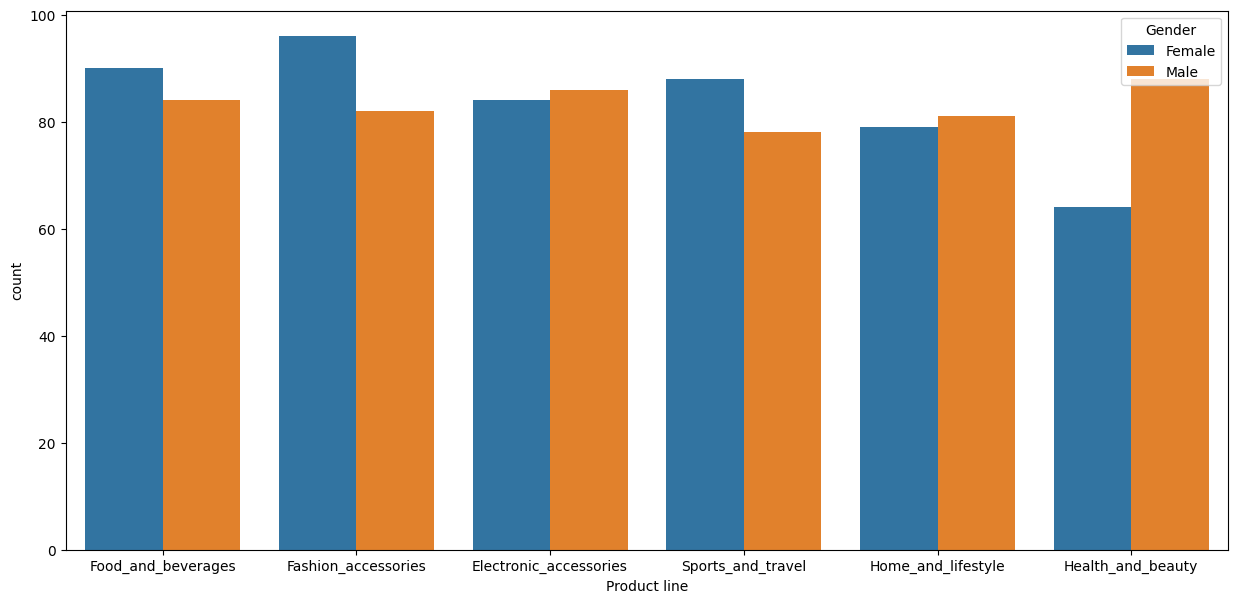 100
80
60
40
20
0
count
Gender
Female
Male
Food_and_beverages
Fashion_accessories
Electronic_accessories
Sports_and_travel
Home_and_lifestyle
Health_and_beauty
Product line